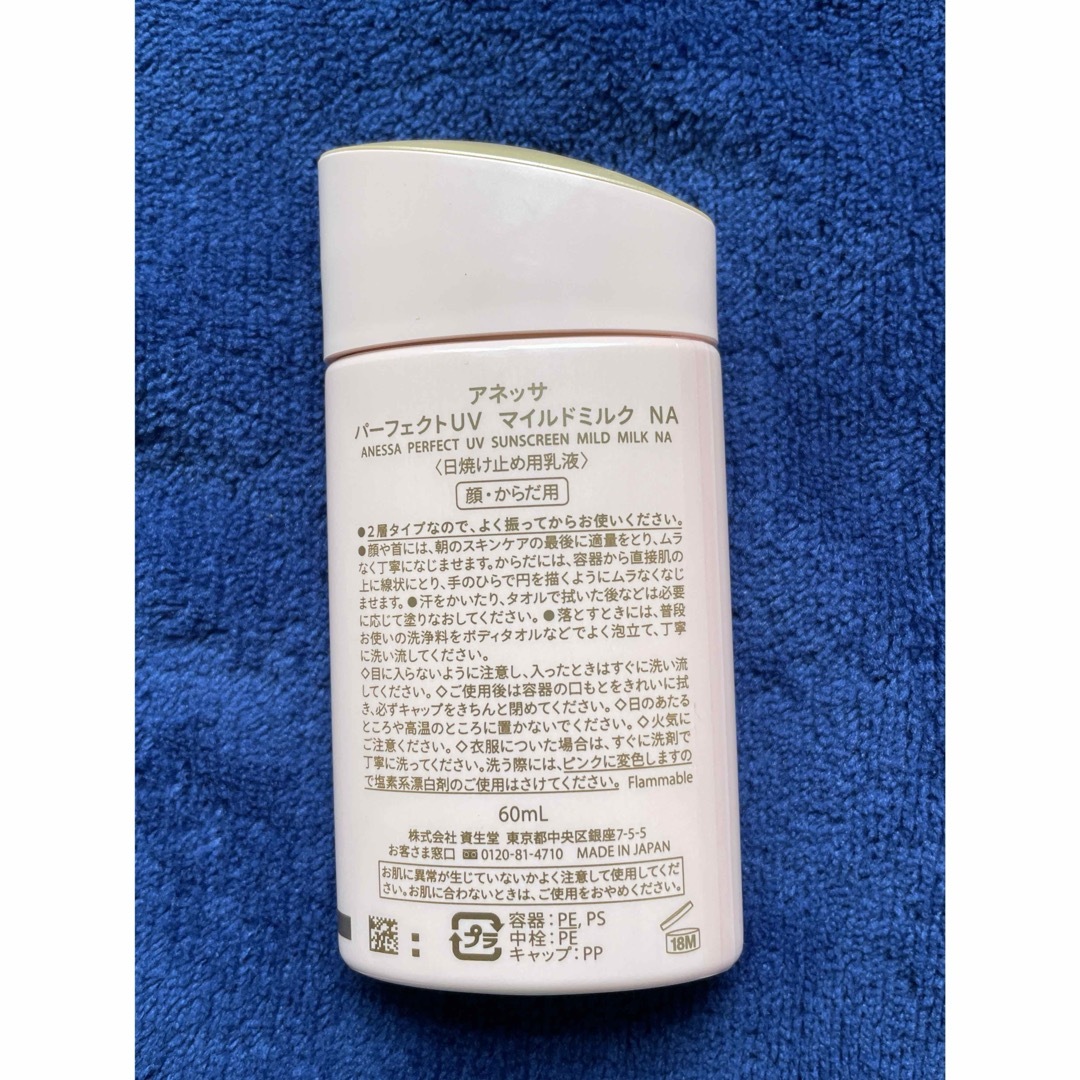 アネッサ
パーフェクトUV マイルドミルク NA
ANESSA PERFECT UV SUNSCREEN MILD MILK NA
〈日焼け止め用乳液〉
顔・からだ用
●2層タイプなので、よく振ってからお使いください。
●顔や首には、朝のスキンケアの最後に適量をとり、ムラ
なく丁寧になじませます。からだには、容器から直接肌の
上に線状にとり、手のひらで円を描くようにムラなくなじ
ませます。●汗をかいたり、タオルで拭いた後などは必要
に応じて塗りなおしてください。●落とすときには、普段
お使いの洗浄料をボディタオルなどでよく泡立て、丁寧
に洗い流してください。
◇目に入らないように注意し、入ったときはすぐに洗い流
してください。◇ご使用後は容器の口もとをきれいに拭
き、必ずキャップをきちんと閉めてください。◇日のあたる
ところや高温のところに置かないでください。◇火気に
ご注意ください。◇衣服についた場合は、すぐに洗剤で
丁寧に洗ってください。洗う際には、ピンクに変色しますの
で塩素系漂白剤のご使用はさけてください。 Flammable
60mL
株式会社 資生堂 東京都中央区銀座7-5-5
お客さま窓口 0120-81-4710 MADE IN JAPAN
お肌に異常が生じていないかよく注意して使用してくだ
さい。お肌に合わないときは、ご使用をおやめください。
プラ
容器:PE, PS
中栓:PE
キャップ:PP
18M